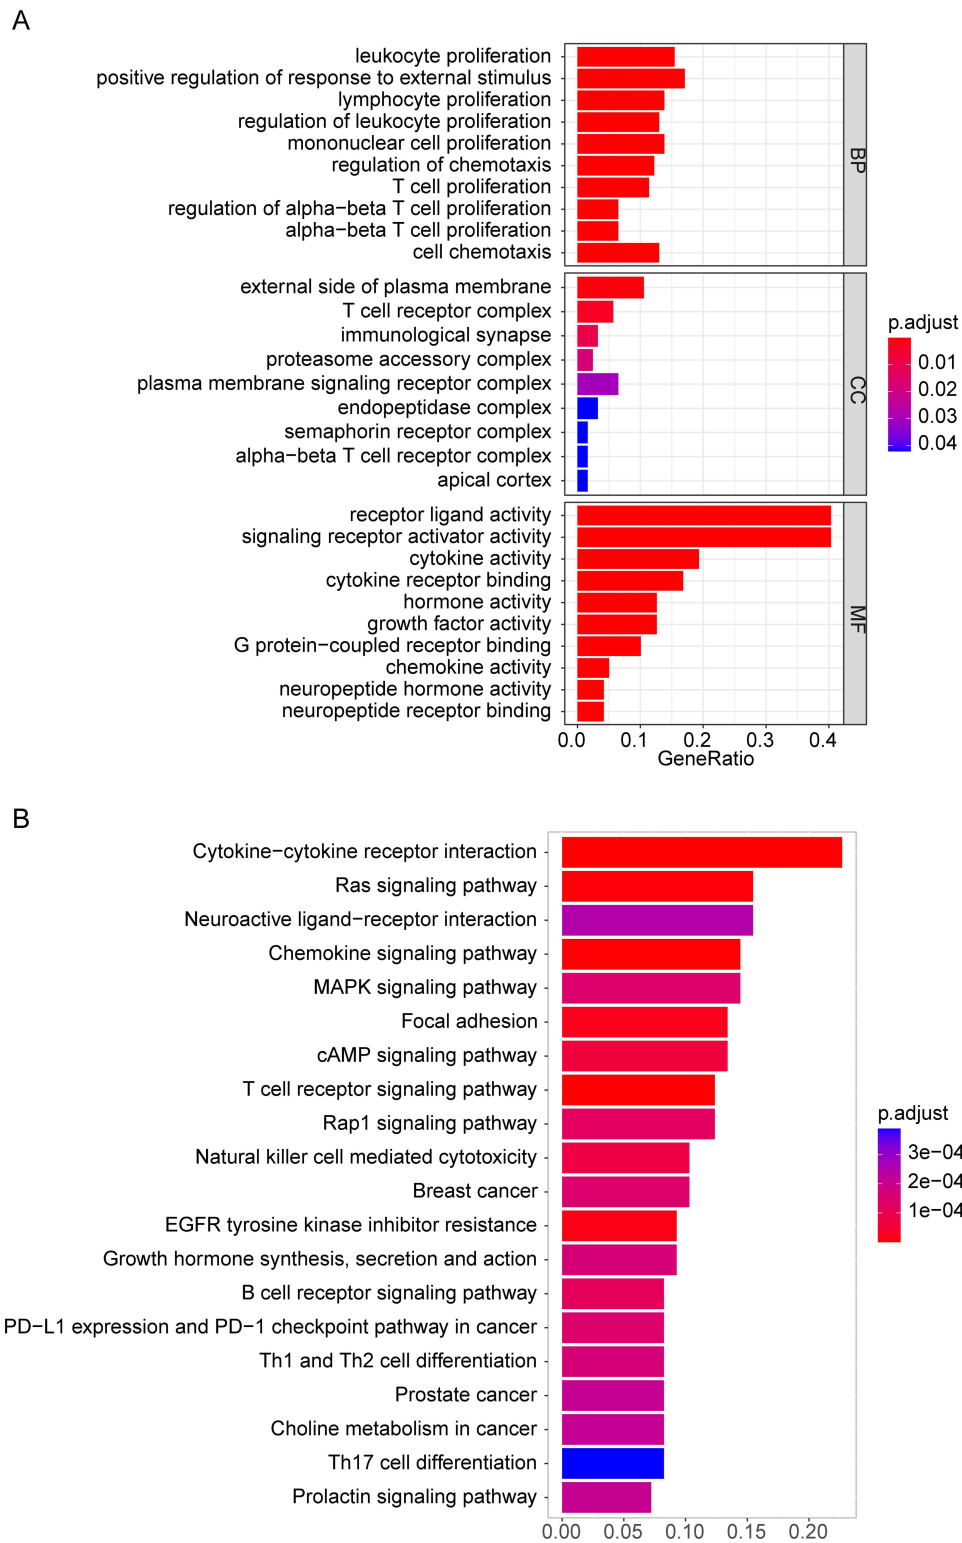 A
leukocyte proliferation
positive regulation of response to external stimulus
lymphocyte proliferation
regulation of leukocyte proliferation
mononuclear cell proliferation
regulation of chemotaxis
T cell proliferation
regulation of alpha−beta T cell proliferation
alpha−beta T cell proliferation
cell chemotaxis
BP
external side of plasma membrane
T cell receptor complex
immunological synapse
proteasome accessory complex
plasma membrane signaling receptor complex
endopeptidase complex
semaphorin receptor complex
alpha−beta T cell receptor complex
apical cortex
CC
receptor ligand activity
signaling receptor activator activity
cytokine activity
cytokine receptor binding
hormone activity
growth factor activity
G protein−coupled receptor binding
chemokine activity
neuropeptide hormone activity
neuropeptide receptor binding
MF
0.0 0.1 0.2 0.3 0.4
GeneRatio
p.adjust
0.01
0.02
0.03
0.04
B
Cytokine−cytokine receptor interaction
Ras signaling pathway
Neuroactive ligand−receptor interaction
Chemokine signaling pathway
MAPK signaling pathway
Focal adhesion
cAMP signaling pathway
T cell receptor signaling pathway
Rap1 signaling pathway
Natural killer cell mediated cytotoxicity
Breast cancer
EGFR tyrosine kinase inhibitor resistance
Growth hormone synthesis, secretion and action
B cell receptor signaling pathway
PD−L1 expression and PD−1 checkpoint pathway in cancer
Th1 and Th2 cell differentiation
Prostate cancer
Choline metabolism in cancer
Th17 cell differentiation
Prolactin signaling pathway
0.00 0.05 0.10 0.15 0.20
p.adjust
3e−04
2e−04
1e−04